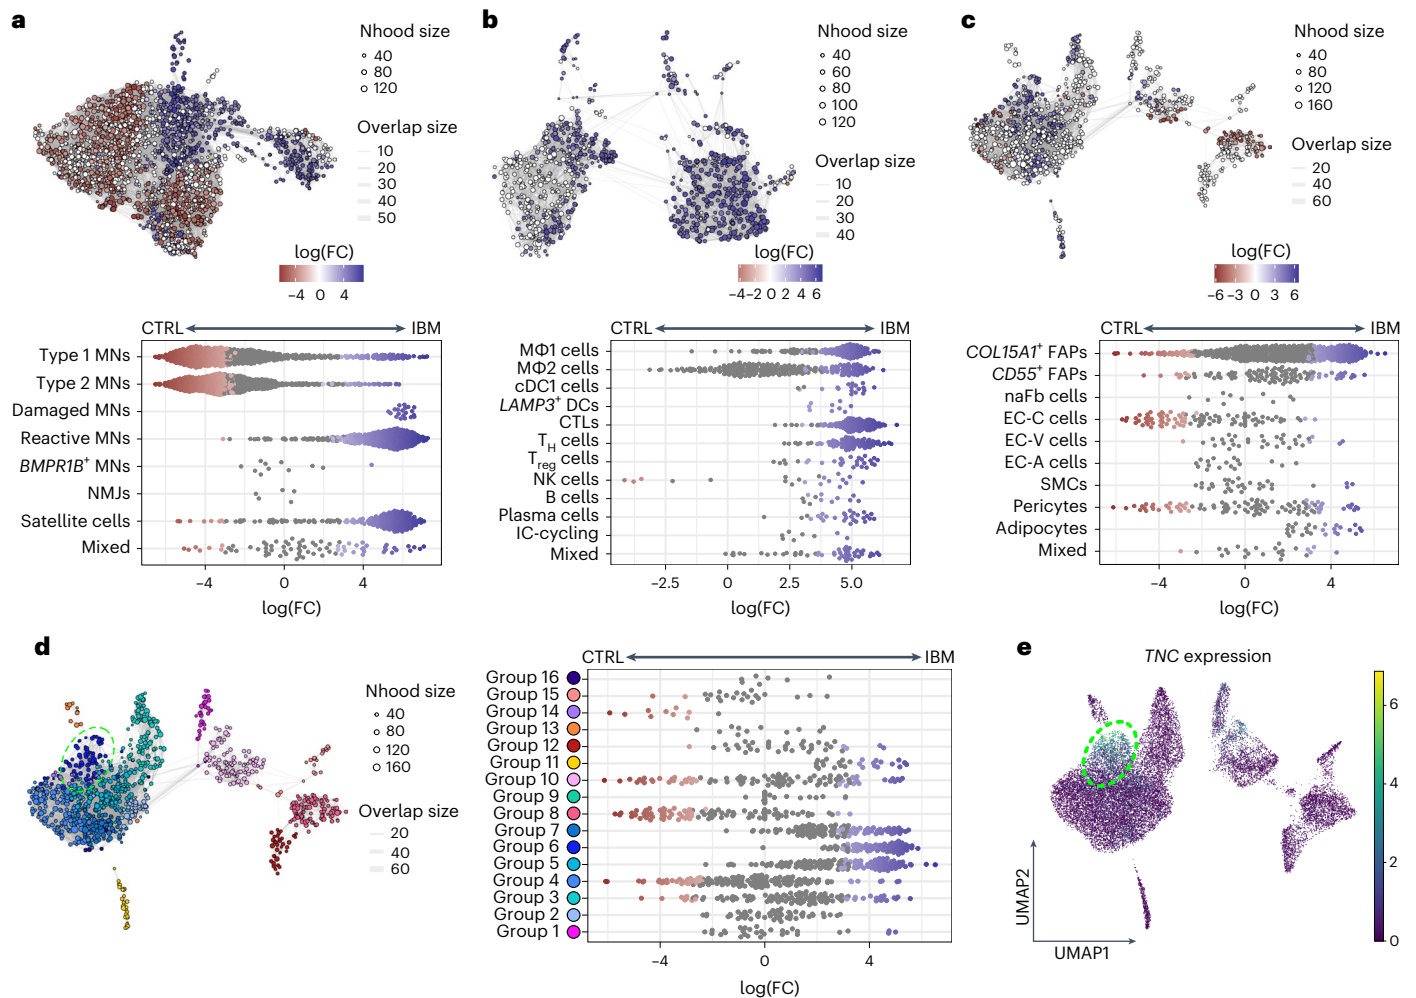 a
Nhood size
40
80
120
Overlap size
10
20
30
40
50
log(FC)
−4 0 4
CTRL IBM
Type 1 MNs
Type 2 MNs
Damaged MNs
Reactive MNs
BMPR1B+ MNs
NMJs
Satellite cells
Mixed
−4 0 4
log(FC)
b
Nhood size
40
60
80
100
120
Overlap size
10
20
30
40
log(FC)
−4 −2 0 2 4 6
CTRL IBM
MΦ1 cells
MΦ2 cells
cDC1 cells
LAMP3+ DCs
CTLs
TH cells
Treg cells
NK cells
B cells
Plasma cells
IC-cycling
Mixed
−2.5 0 2.5 5.0
log(FC)
c
Nhood size
40
80
120
160
Overlap size
20
40
60
log(FC)
−6 −3 0 3 6
CTRL IBM
COL15A1+ FAPs
CD55+ FAPs
naFb cells
EC-C cells
EC-V cells
EC-A cells
SMCs
Pericytes
Adipocytes
Mixed
−4 0 4
log(FC)
d
Nhood size
40
80
120
160
Overlap size
20
40
60
CTRL IBM
Group 16
Group 15
Group 14
Group 13
Group 12
Group 11
Group 10
Group 9
Group 8
Group 7
Group 6
Group 5
Group 4
Group 3
Group 2
Group 1
−4 0 4
log(FC)
e
TNC expression
6
4
2
0
UMAP2
UMAP1